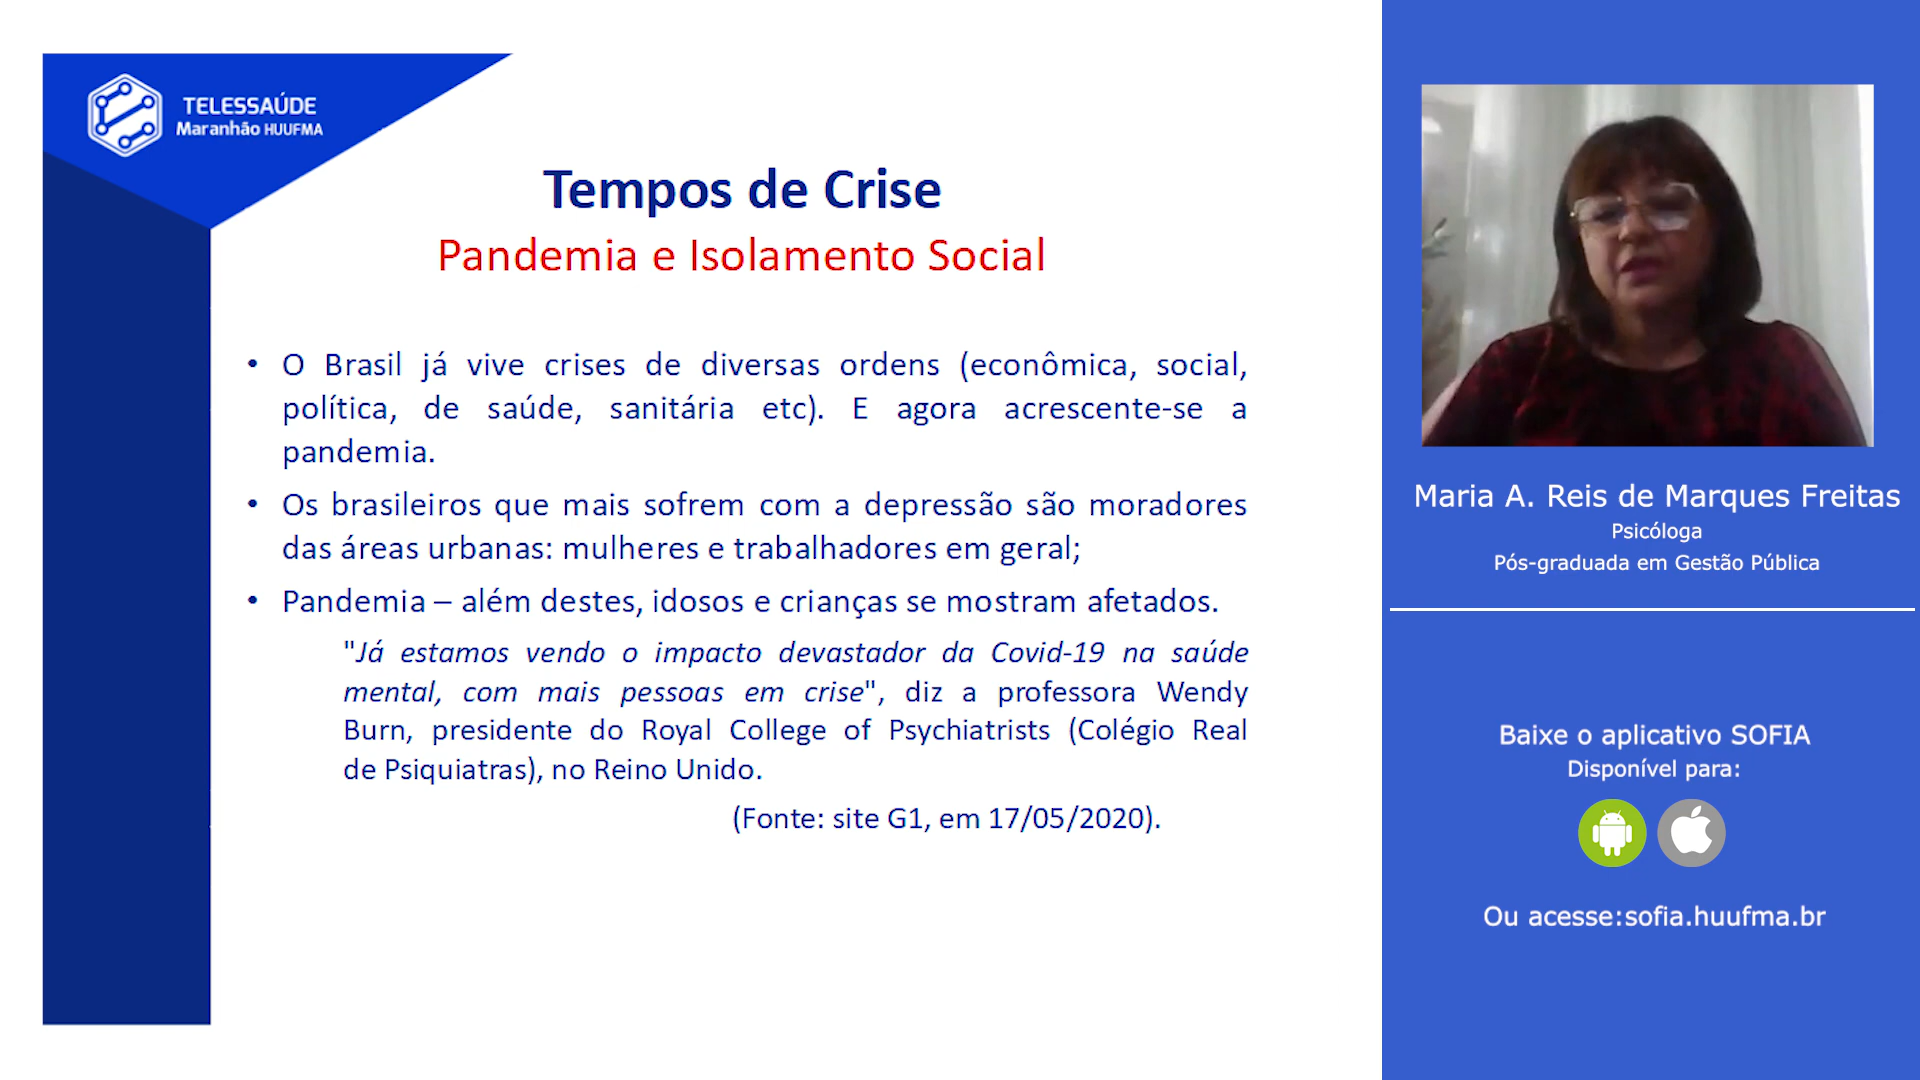 TELESSAÚDE
Maranhão HUUFMA
Tempos de Crise
Pandemia e Isolamento Social
• O Brasil já vive crises de diversas ordens (econômica, social,
política, de saúde, sanitária etc). E agora acrescente-se a
pandemia.
• Os brasileiros que mais sofrem com a depressão são moradores
das áreas urbanas: mulheres e trabalhadores em geral;
• Pandemia – além destes, idosos e crianças se mostram afetados.
"Já estamos vendo o impacto devastador da Covid-19 na saúde
mental, com mais pessoas em crise", diz a professora Wendy
Burn, presidente do Royal College of Psychiatrists (Colégio Real
de Psiquiatras), no Reino Unido.
(Fonte: site G1, em 17/05/2020).
Maria A. Reis de Marques Freitas
Psicóloga
Pós-graduada em Gestão Pública
Baixe o aplicativo SOFIA
Disponível para:
Ou acesse:sofia.huufma.br